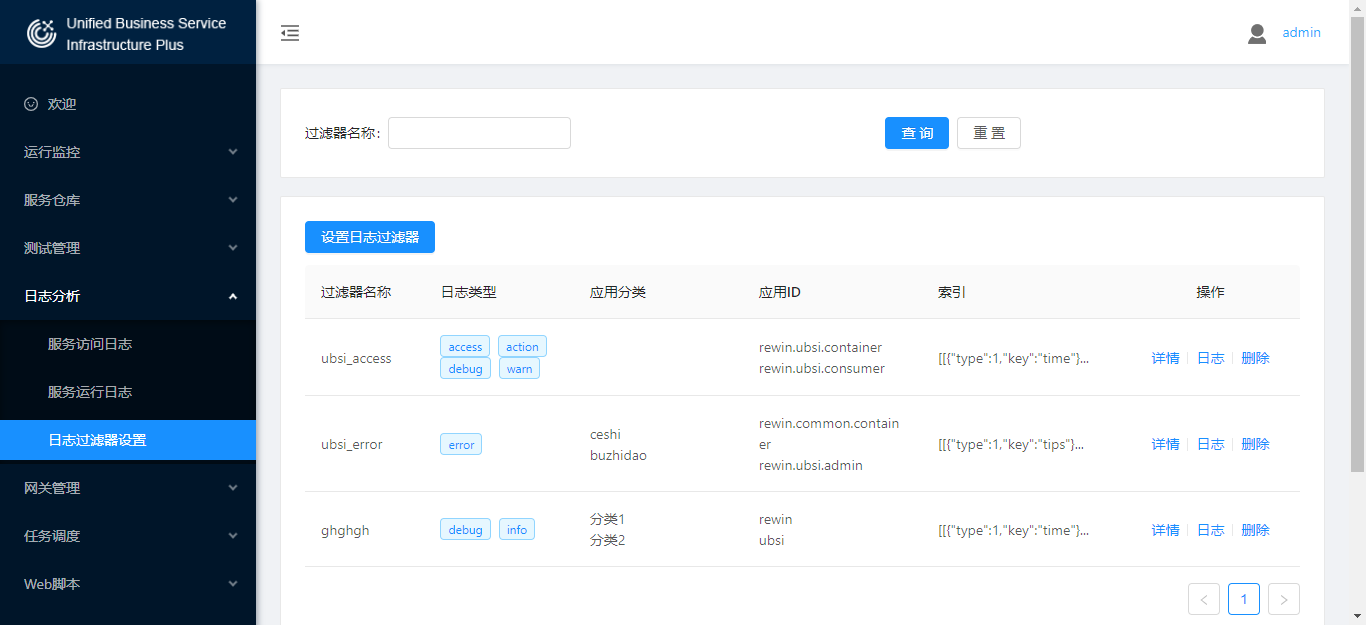 Unified Business Service
Infrastructure Plus
admin
欢迎
运行监控
服务仓库
测试管理
日志分析
服务访问日志
服务运行日志
日志过滤器设置
网关管理
任务调度
Web脚本
过滤器名称:
查 询
重 置
设置日志过滤器
过滤器名称 日志类型 应用分类 应用ID 索引 操作
ubsi_access
access action
debug warn
rewin.ubsi.container
rewin.ubsi.consumer
[[{"type":1,"key":"time"}...
详情 日志 删除
ubsi_error
error
ceshi
buzhidao
rewin.common.contain
er
rewin.ubsi.admin
[[{"type":1,"key":"tips"}...
详情 日志 删除
ghghgh
debug info
分类1
分类2
rewin
ubsi
[[{"type":1,"key":"time"}...
详情 日志 删除
< 1 >